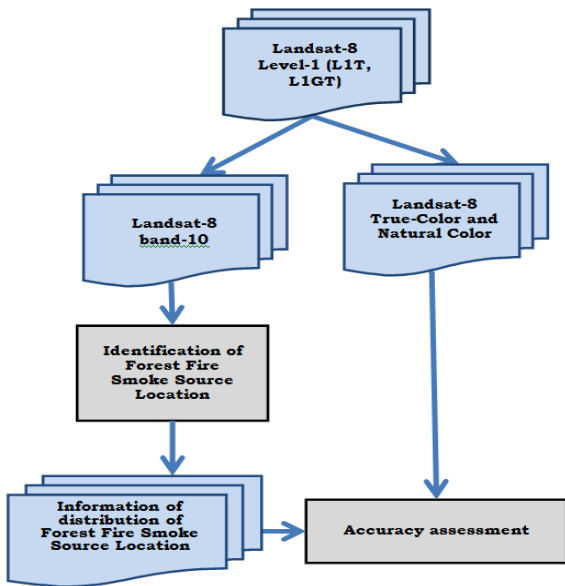 Landsat-8
Level-1 (L1T,
L1GT)
Landsat-8
band-10
Landsat-8
True-Color and
Natural Color
Identification of
Forest Fire
Smoke Source
Location
Information of
distribution of
Forest Fire Smoke
Source Location
Accuracy assessment